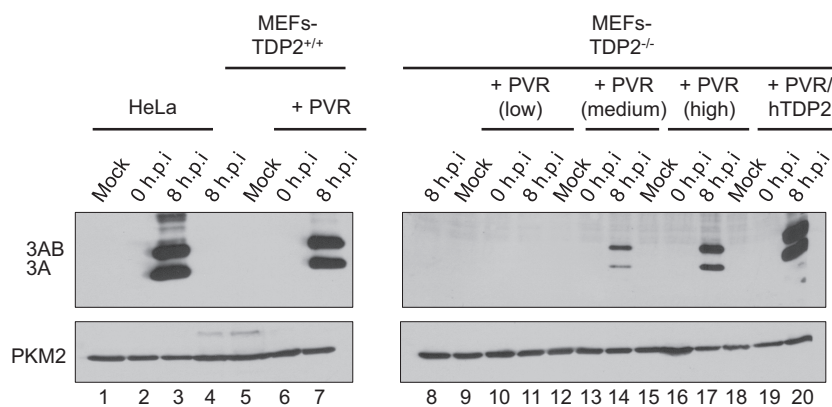 MEFs-
TDP2+/+
MEFs-
TDP2-/-
HeLa
+ PVR
+ PVR
(low)
+ PVR
(medium)
+ PVR
(high)
+ PVR/
hTDP2
Mock
0 h.p.i
8 h.p.i
8 h.p.i
Mock
0 h.p.i
8 h.p.i
8 h.p.i
Mock
0 h.p.i
8 h.p.i
Mock
0 h.p.i
8 h.p.i
Mock
0 h.p.i
8 h.p.i
Mock
0 h.p.i
8 h.p.i
3AB
3A
PKM2
1 2 3 4 5 6 7 8 9 10 11 12 13 14 15 16 17 18 19 20